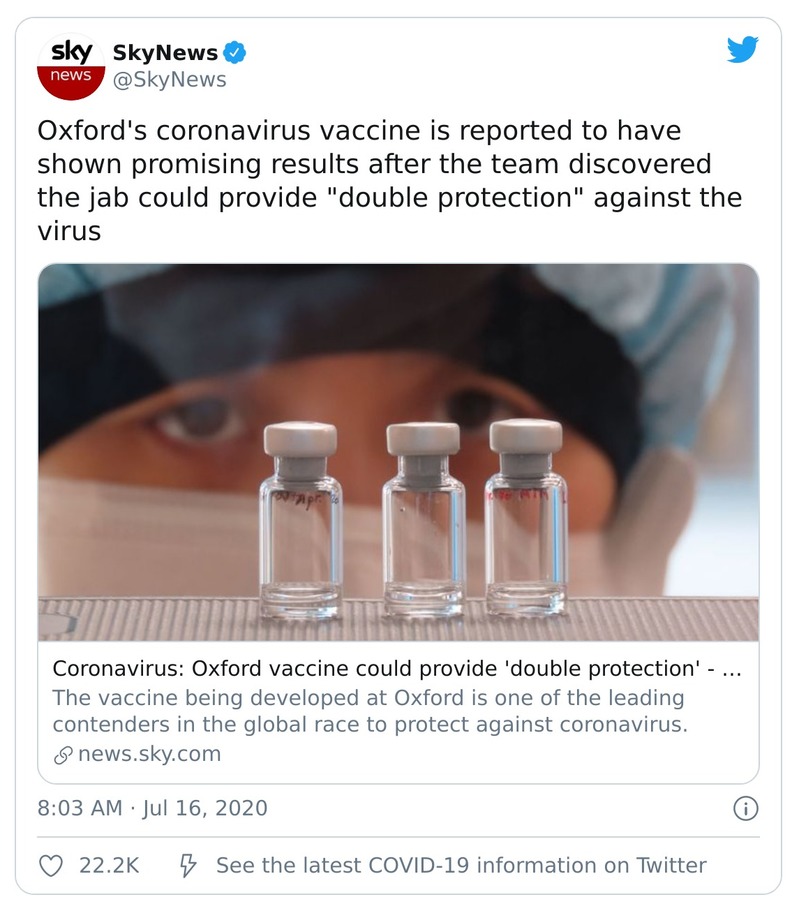 sky
news
SkyNews
@SkyNews
Oxford's coronavirus vaccine is reported to have
shown promising results after the team discovered
the jab could provide "double protection" against the
virus
Apr
Coronavirus: Oxford vaccine could provide 'double protection' - ...
The vaccine being developed at Oxford is one of the leading
contenders in the global race to protect against coronavirus.
news.sky.com
8:03 AM · Jul 16, 2020
22.2K
See the latest COVID-19 information on Twitter